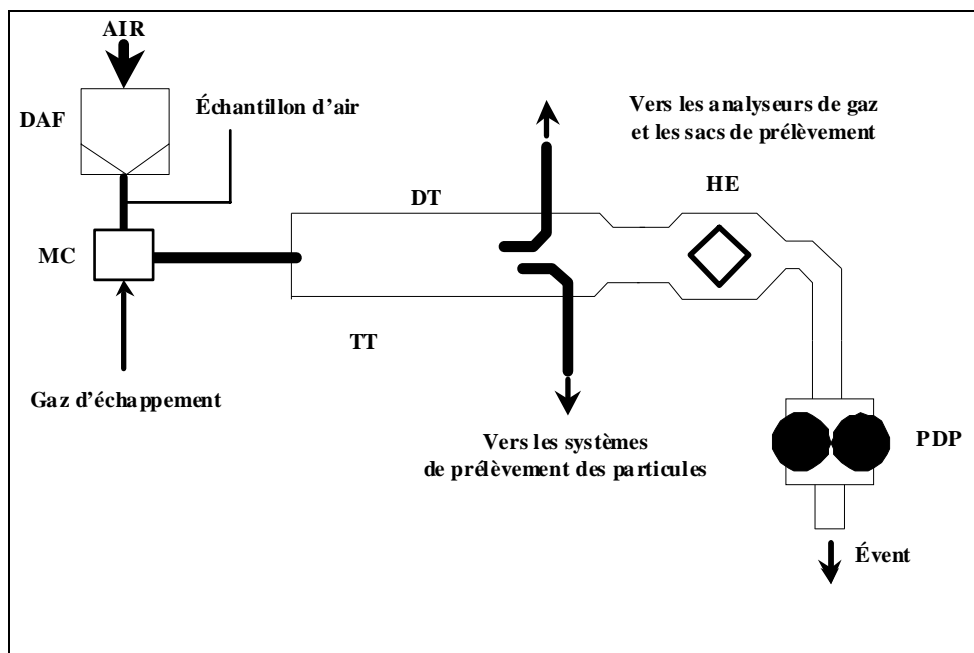 AIR
DAF
Échantillon d'air
Vers les analyseurs de gaz
et les sacs de prélèvement
DT
HE
MC
TT
Gaz d'échappement
Vers les systèmes
de prélèvement des particules
PDP
Évent